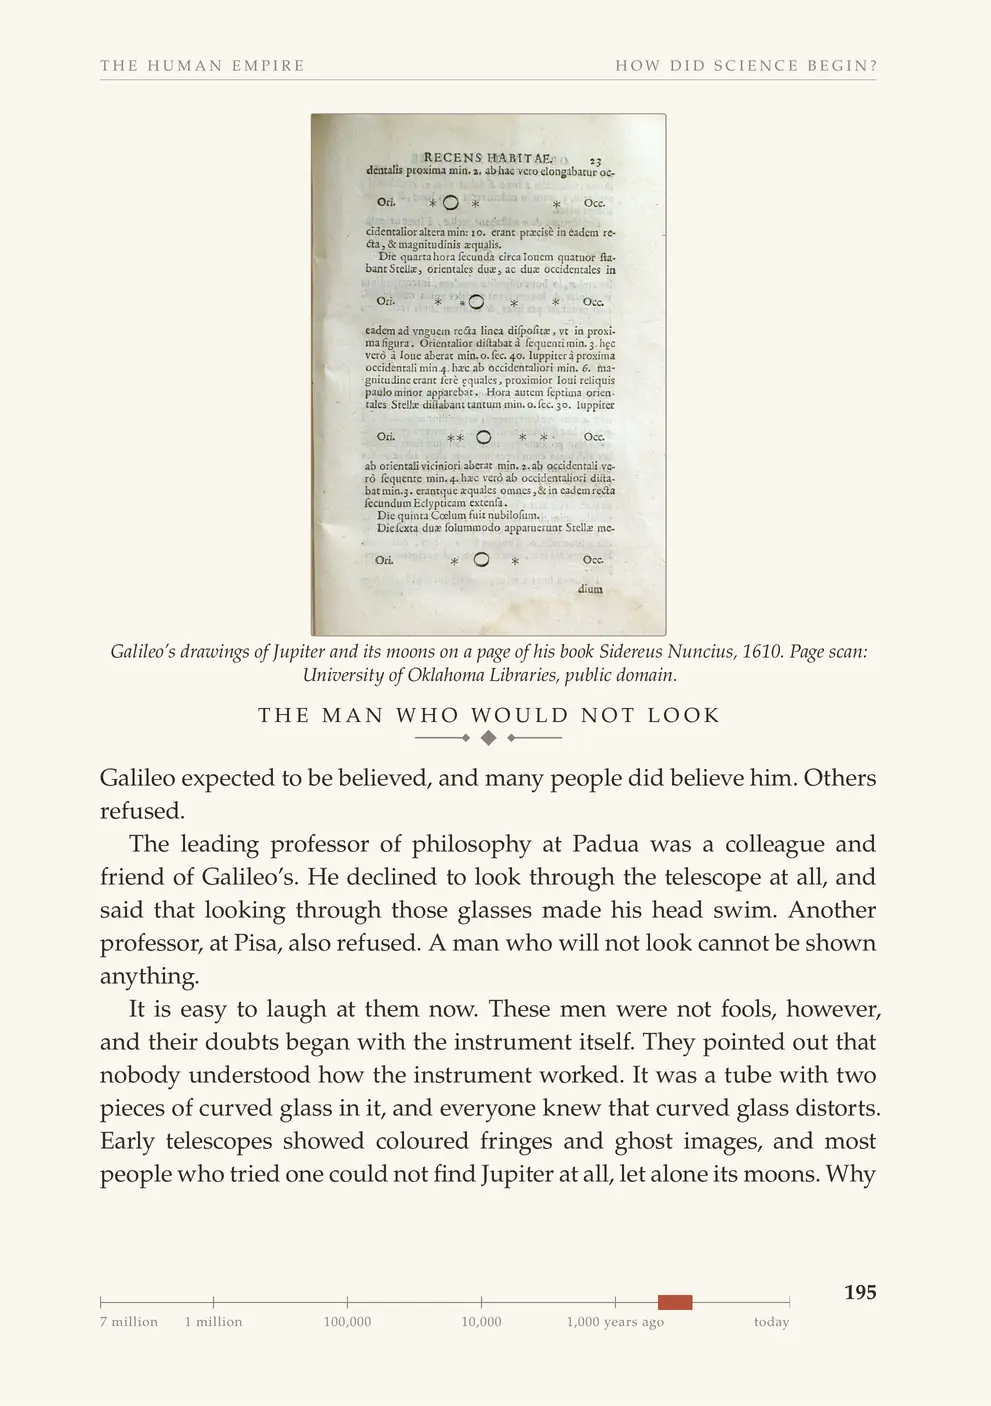 THE HUMAN EMPIRE
HOW DID SCIENCE BEGIN?
RECENS HABITAE. 23
dentalis proxima min. 2. ab hac vero elongabatur oc-
Ori. * O * * Occ.
cidentalior altera min: 10. erant præcisè in eadem re-
cta, & magnitudinis æqualis.
Die quarta hora ſecunda circa Iouem quatuor ſta-
bant Stellæ, orientales duæ, ac duæ occidentales in
Ori. * * O * * Occ.
eadem ad vnguem recta linea diſpoſitæ, vt in proxi-
ma figura. Orientalior diſtabat à ſequenti min. 3. hęc
verò à Ioue aberat min. 0. ſec. 40. Iuppiter à proxima
occidentali min. 4. hæc ab occidentaliori min. 6. ma-
gnitudine erant ferè ęquales, proximior Ioui reliquis
paulo minor apparebat. Hora autem ſeptima orien-
tales Stellæ diſtabant tantum min. 0. ſec. 30. Iuppiter
Ori. ** O * * Occ.
ab orientali viciniori aberat min. 2. ab occidentali ve-
rò ſequente min. 4. hæc verò ab occidentaliori diſta-
bat min. 3. erantque æquales omnes, & in eadem recta
ſecundum Eclypticam extenſa.
Die quinta Cœlum fuit nubiloſum.
Die ſexta duæ ſolummodo apparuerunt Stellæ me-
Ori. * O * Occ.
dium
Galileo’s drawings of Jupiter and its moons on a page of his book Sidereus Nuncius, 1610. Page scan:
University of Oklahoma Libraries, public domain.
THE MAN WHO WOULD NOT LOOK
Galileo expected to be believed, and many people did believe him. Others
refused.
The leading professor of philosophy at Padua was a colleague and
friend of Galileo’s. He declined to look through the telescope at all, and
said that looking through those glasses made his head swim. Another
professor, at Pisa, also refused. A man who will not look cannot be shown
anything.
It is easy to laugh at them now. These men were not fools, however,
and their doubts began with the instrument itself. They pointed out that
nobody understood how the instrument worked. It was a tube with two
pieces of curved glass in it, and everyone knew that curved glass distorts.
Early telescopes showed coloured fringes and ghost images, and most
people who tried one could not find Jupiter at all, let alone its moons. Why
195
7 million 1 million 100,000 10,000 1,000 years ago today